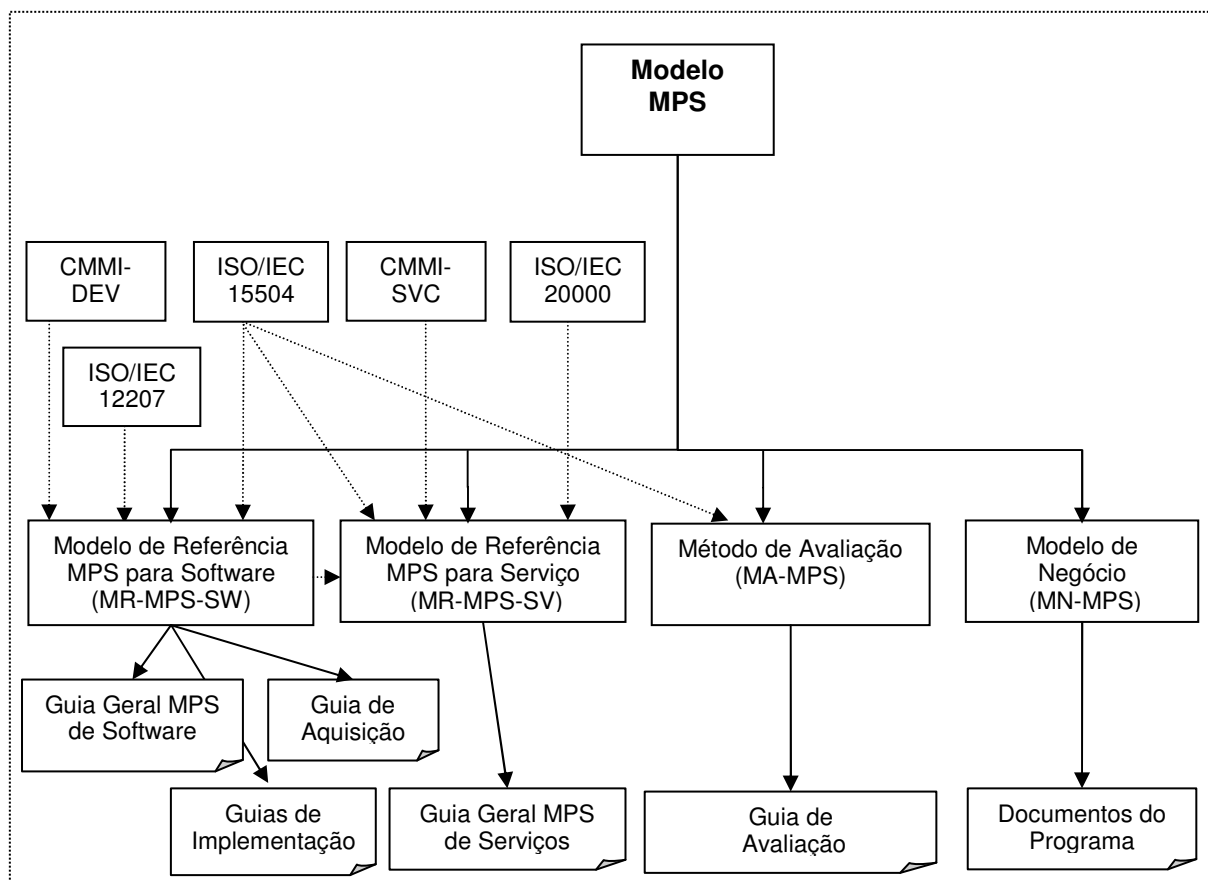 Modelo
MPS
CMMI-
DEV
ISO/IEC
15504
CMMI-
SVC
ISO/IEC
20000
ISO/IEC
12207
Modelo de Referência
MPS para Software
(MR-MPS-SW)
Modelo de Referência
MPS para Serviço
(MR-MPS-SV)
Método de Avaliação
(MA-MPS)
Modelo de
Negócio
(MN-MPS)
Guia Geral MPS
de Software
Guia de
Aquisição
Guias de
Implementação
Guia Geral MPS
de Serviços
Guia de
Avaliação
Documentos do
Programa